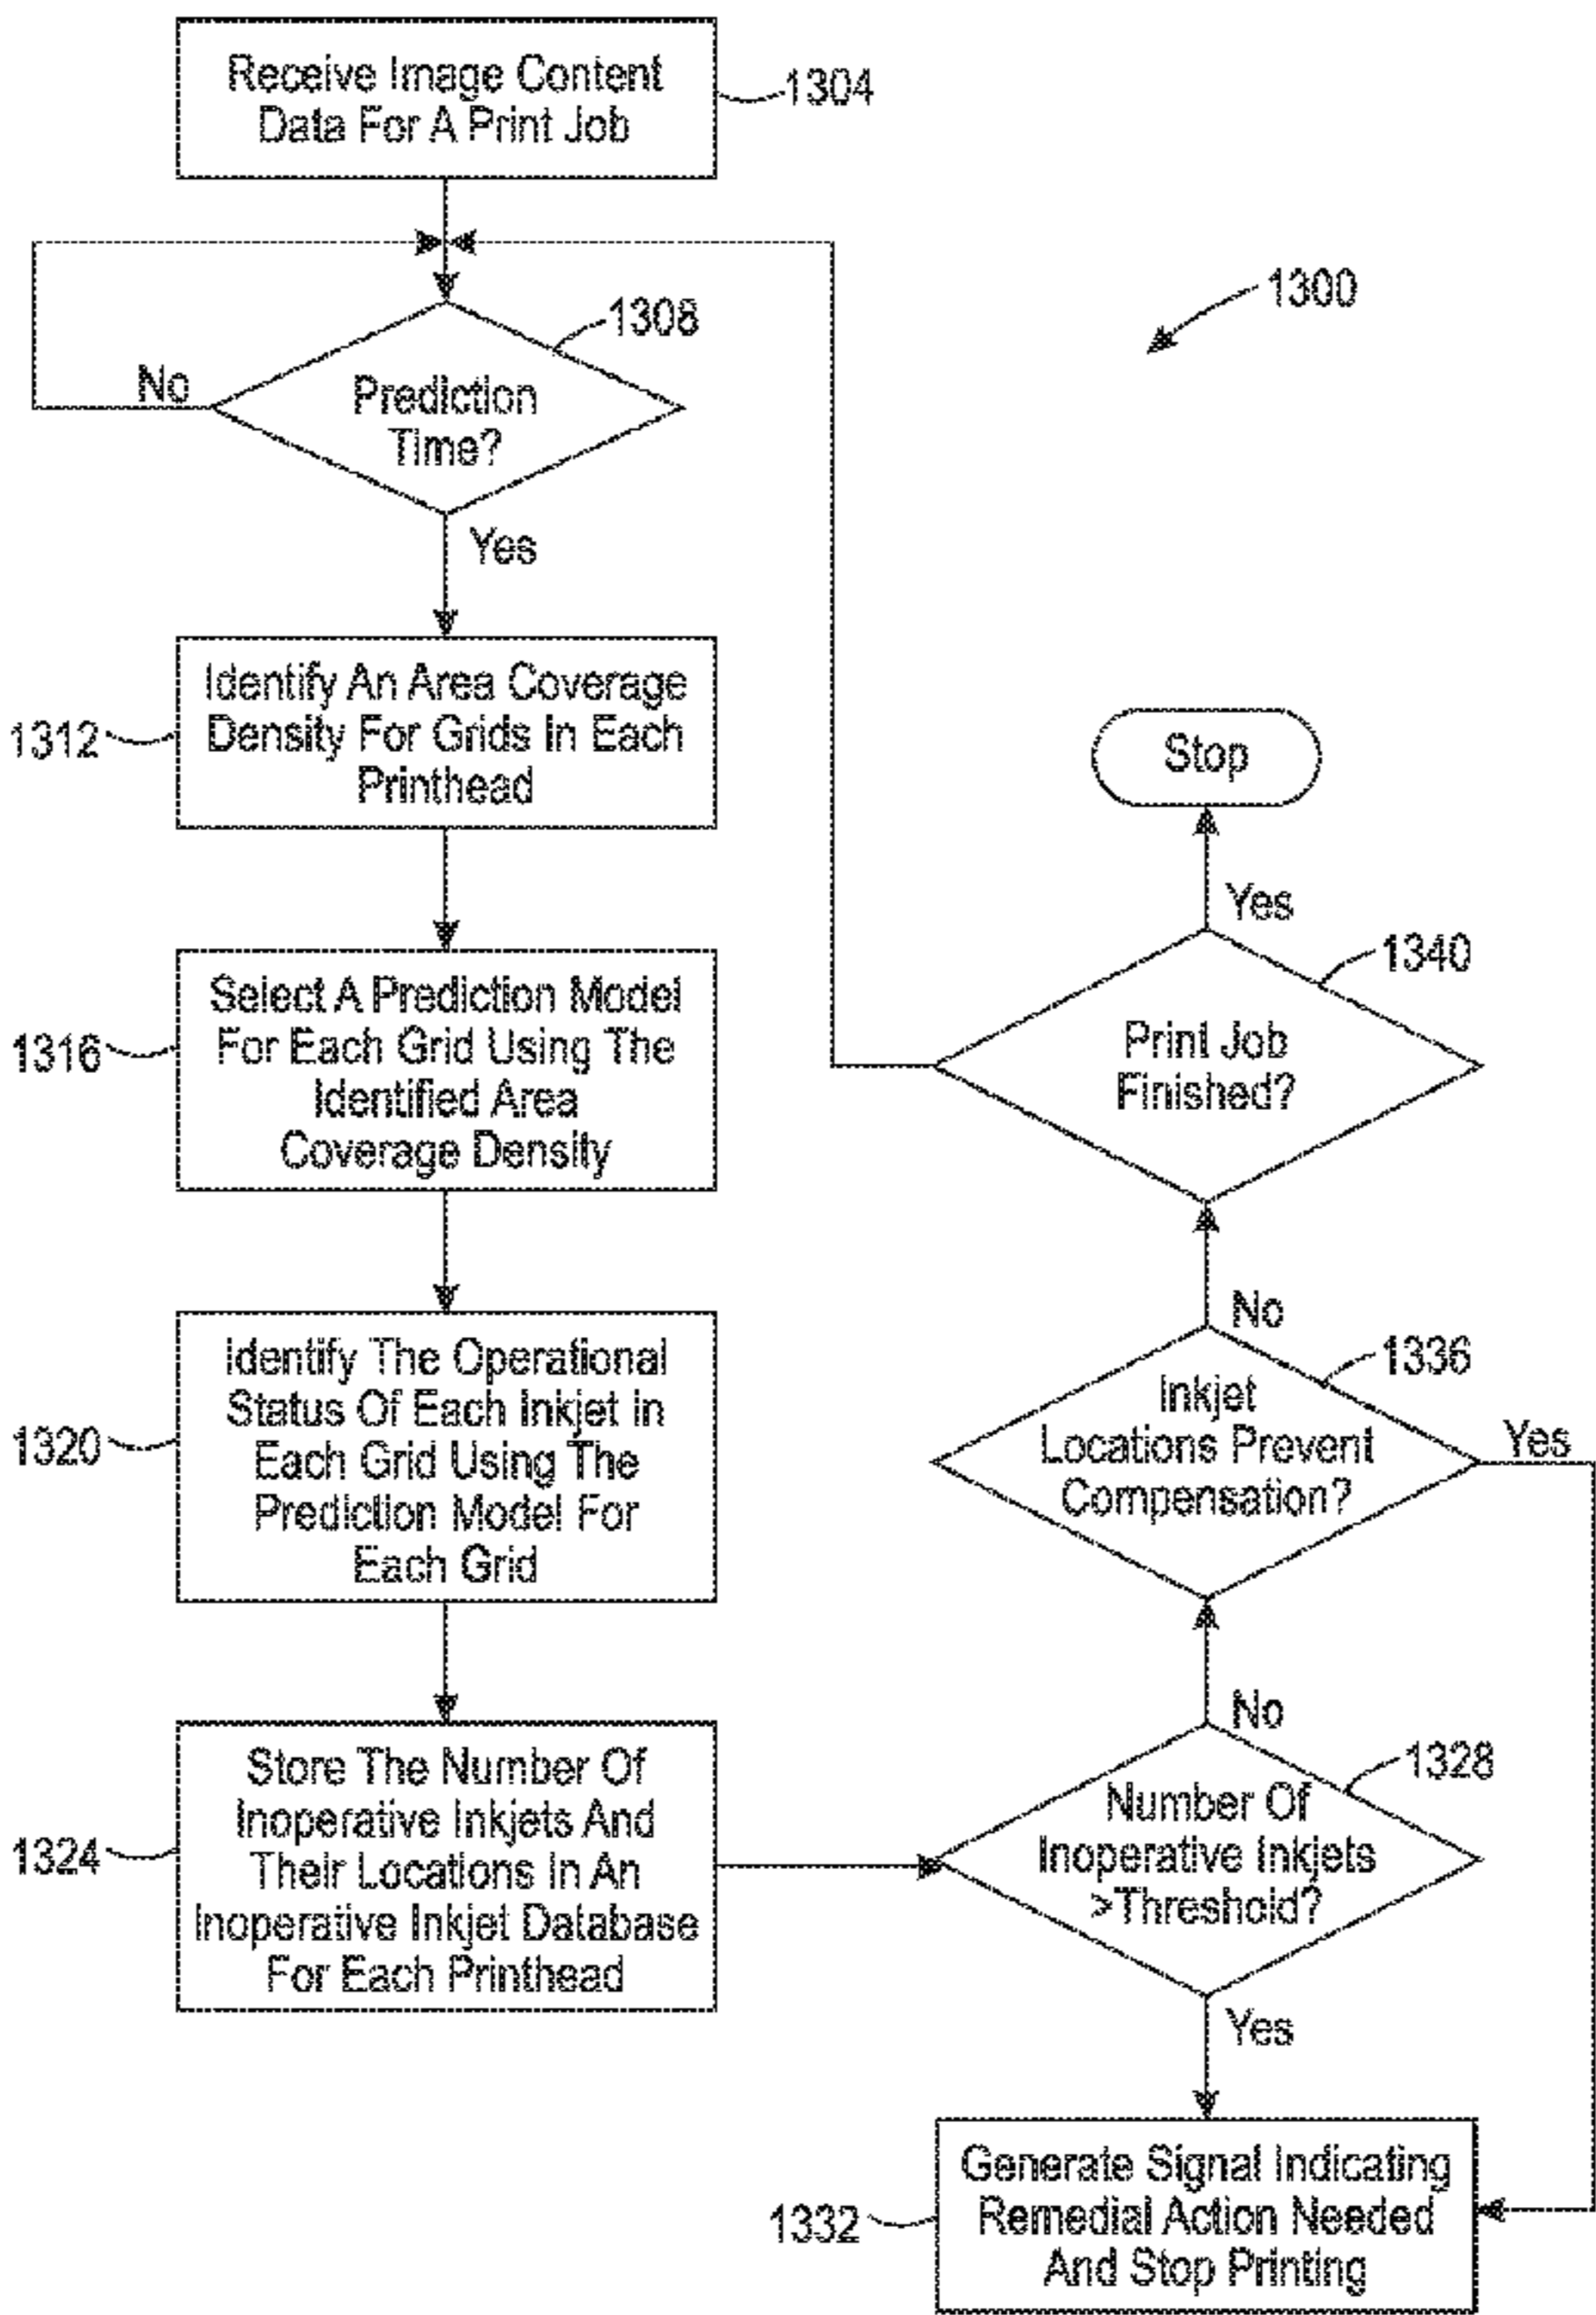 Receive Image Content
Data For A Print Job
1304
1300
1308
No
Prediction
Time?
Yes
Identify An Area Coverage
Density For Grids In Each
Printhead
1312
Select A Prediction Model
For Each Grid Using The
Identified Area
Coverage Density
1316
Identify The Operational
Status Of Each Inkjet in
Each Grid Using The
Prediction Model For
Each Grid
1320
Store The Number Of
Inoperative Inkjets And
Their Locations In An
Inoperative Inkjet Database
For Each Printhead
1324
Stop
Yes
1340
Print Job
Finished?
No
1336
Inkjet
Locations Prevent
Compensation?
Yes
No
1328
Number Of
Inoperative Inkjets
>Threshold?
Yes
Generate Signal Indicating
Remedial Action Needed
And Stop Printing
1332